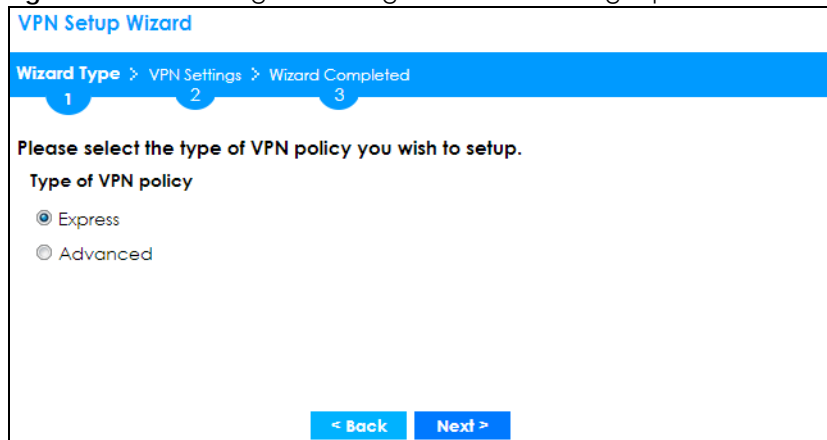 VPN Setup Wizard
Wizard Type > VPN Settings > Wizard Completed
1 2 3
Please select the type of VPN policy you wish to setup.
Type of VPN policy
Express
Advanced
< Back Next >